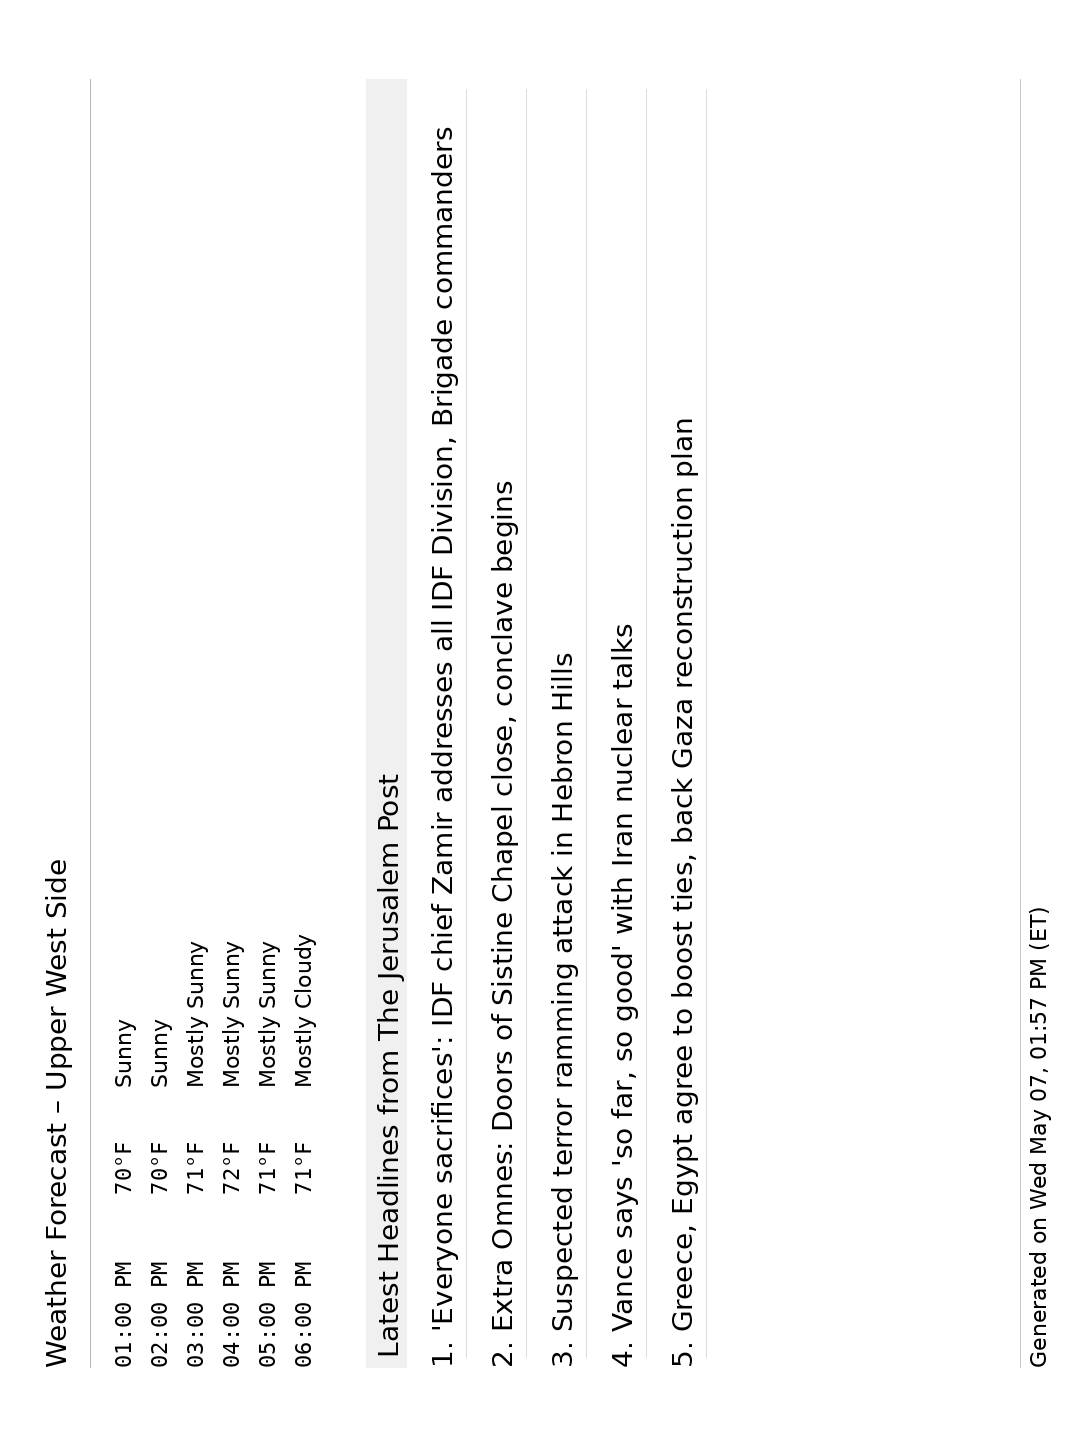 Weather Forecast – Upper West Side
01:00 PM 70°F Sunny
02:00 PM 70°F Sunny
03:00 PM 71°F Mostly Sunny
04:00 PM 72°F Mostly Sunny
05:00 PM 71°F Mostly Sunny
06:00 PM 71°F Mostly Cloudy
Latest Headlines from The Jerusalem Post
1. 'Everyone sacrifices': IDF chief Zamir addresses all IDF Division, Brigade commanders
2. Extra Omnes: Doors of Sistine Chapel close, conclave begins
3. Suspected terror ramming attack in Hebron Hills
4. Vance says 'so far, so good' with Iran nuclear talks
5. Greece, Egypt agree to boost ties, back Gaza reconstruction plan
Generated on Wed May 07, 01:57 PM (ET)